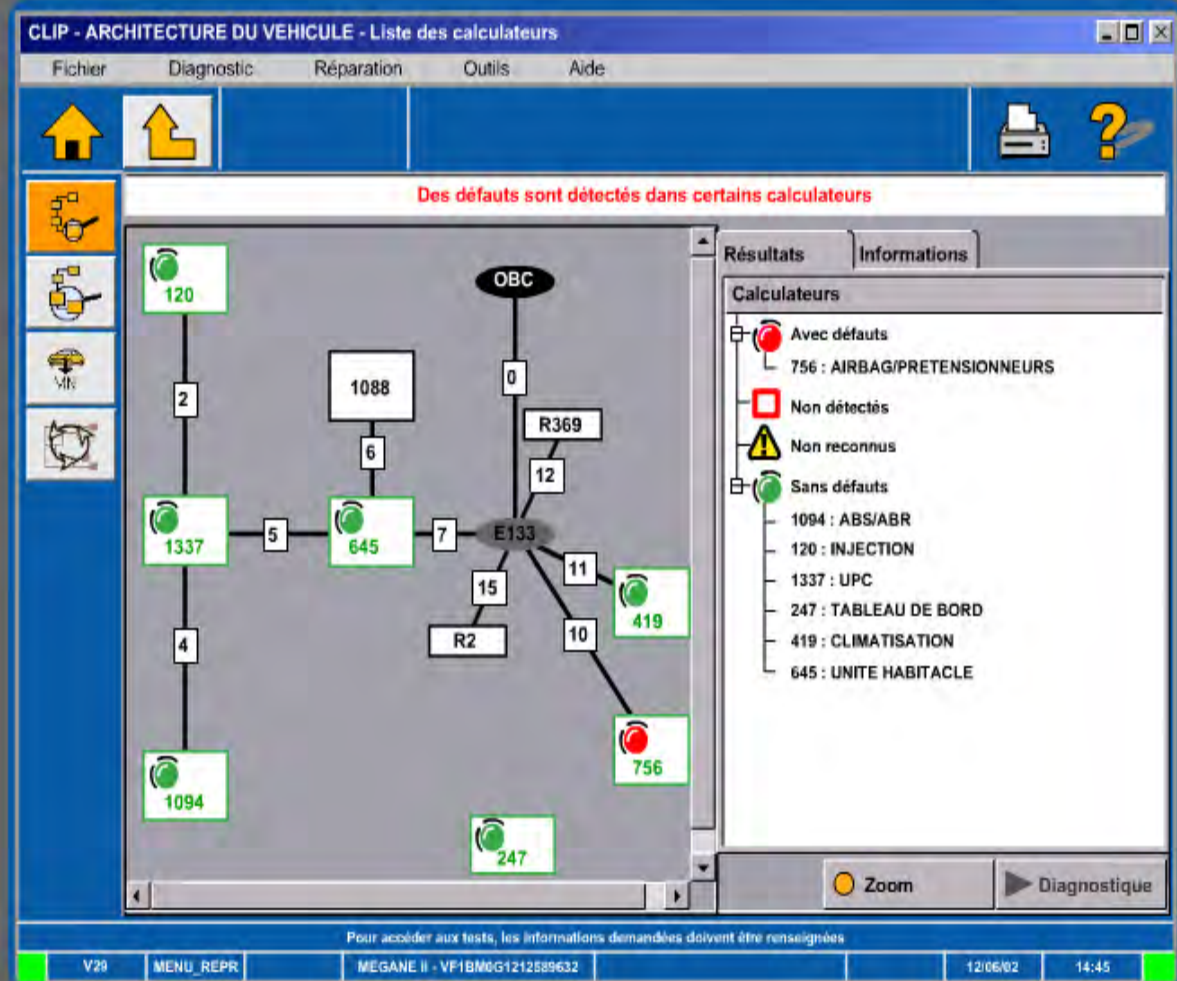 CLIP - ARCHITECTURE DU VEHICULE - Liste des calculateurs
Fichier Diagnostic Réparation Outils Aide
Des défauts sont détectés dans certains calculateurs
120
2
1337
4
1094
5
1088
6
645
7
OBC
0
R369
12
E133
15
R2
11
419
10
756
247
VIN
Résultats Informations
Calculateurs
Avec défauts
756 : AIRBAG/PRETENSIONNEURS
Non détectés
Non reconnus
Sans défauts
1094 : ABS/ABR
120 : INJECTION
1337 : UPC
247 : TABLEAU DE BORD
419 : CLIMATISATION
645 : UNITE HABITACLE
Zoom Diagnostique
Pour accéder aux tests, les informations demandées doivent être renseignées
V29 MENU_REPR MEGANE II - VF1BM0G1212589632 12/06/02 14:45